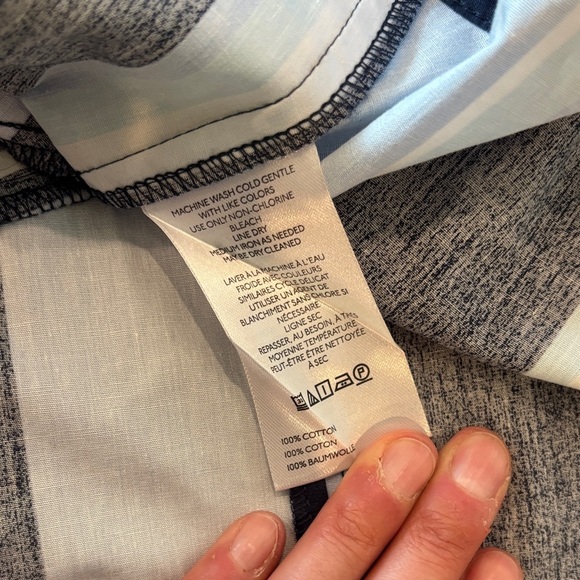 MACHINE WASH COLD GENTLE
WITH LIKE COLORS
USE ONLY NON-CHLORINE
BLEACH
LINE DRY
MEDIUM IRON AS NEEDED
MAY BE DRY CLEANED
LAVER À LA MACHINE À L'EAU
FROIDE AVEC COULEURS
SIMILAIRES CYCLE DÉLICAT
UTILISER UN AGENT DE
BLANCHIMENT SANS CHLORE SI
NÉCESSAIRE
LIGNE SEC
REPASSER, AU BESOIN, À
MOYENNE TEMPÉRATURE
PEUT-ÊTRE ÊTRE NETTOYÉE
À SEC
P
100% COTTON
100% COTON
100% BAUMWOLLE